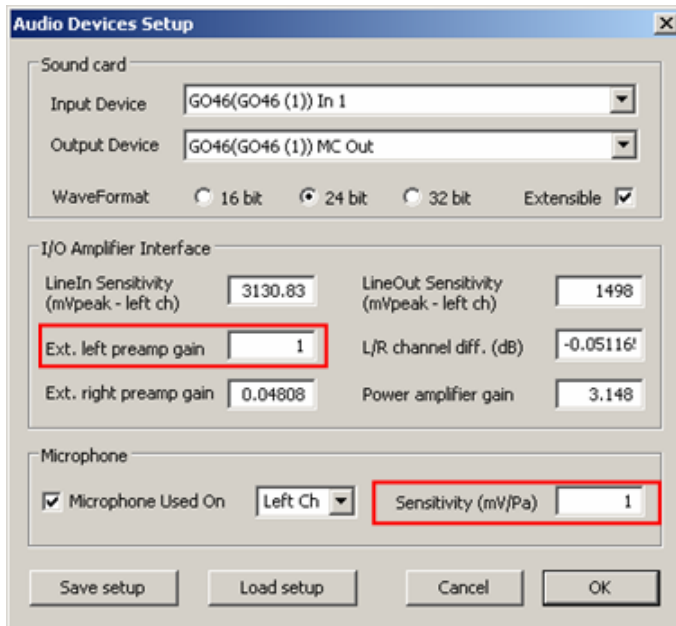 Audio Devices Setup
Sound card
Input Device GO46(GO46 (1)) In 1
Output Device GO46(GO46 (1)) MC Out
WaveFormat 16 bit 24 bit 32 bit Extensible
I/O Amplifier Interface
LineIn Sensitivity
(mVpeak - left ch) 3130.83
LineOut Sensitivity
(mVpeak - left ch) 1498
Ext. left preamp gain 1 L/R channel diff. (dB) -0.05116
Ext. right preamp gain 0.04808 Power amplifier gain 3.148
Microphone
Microphone Used On Left Ch Sensitivity (mV/Pa) 1
Save setup Load setup Cancel OK